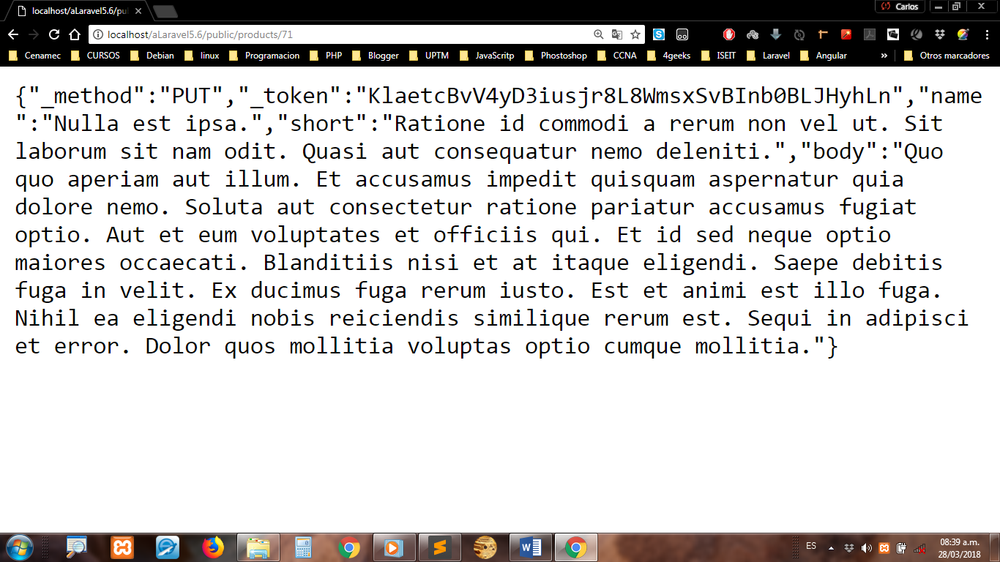 localhost/aLaravel5.6/pu
Carlos
localhost/aLaravel5.6/public/products/71
Cenamec
CURSOS
Debian
linux
Programacion
PHP
Blogger
UPTM
JavaScritp
Phostoshop
CCNA
4geeks
ISEIT
Laravel
Angular
»
Otros marcadores
{"_method":"PUT","_token":"KlaetcBvV4yD3iusjr8L8WmsxSvBInb0BLJHyhLn","name
":"Nulla est ipsa.","short":"Ratione id commodi a rerum non vel ut. Sit
laborum sit nam odit. Quasi aut consequatur nemo deleniti.","body":"Quo
quo aperiam aut illum. Et accusamus impedit quisquam aspernatur quia
dolore nemo. Soluta aut consectetur ratione pariatur accusamus fugiat
optio. Aut et eum voluptates et officiis qui. Et id sed neque optio
maiores occaecati. Blanditiis nisi et at itaque eligendi. Saepe debitis
fuga in velit. Ex ducimus fuga rerum iusto. Est et animi est illo fuga.
Nihil ea eligendi nobis reiciendis similique rerum est. Sequi in adipisci
et error. Dolor quos mollitia voluptas optio cumque mollitia."}
ES
08:39 a.m.
28/03/2018